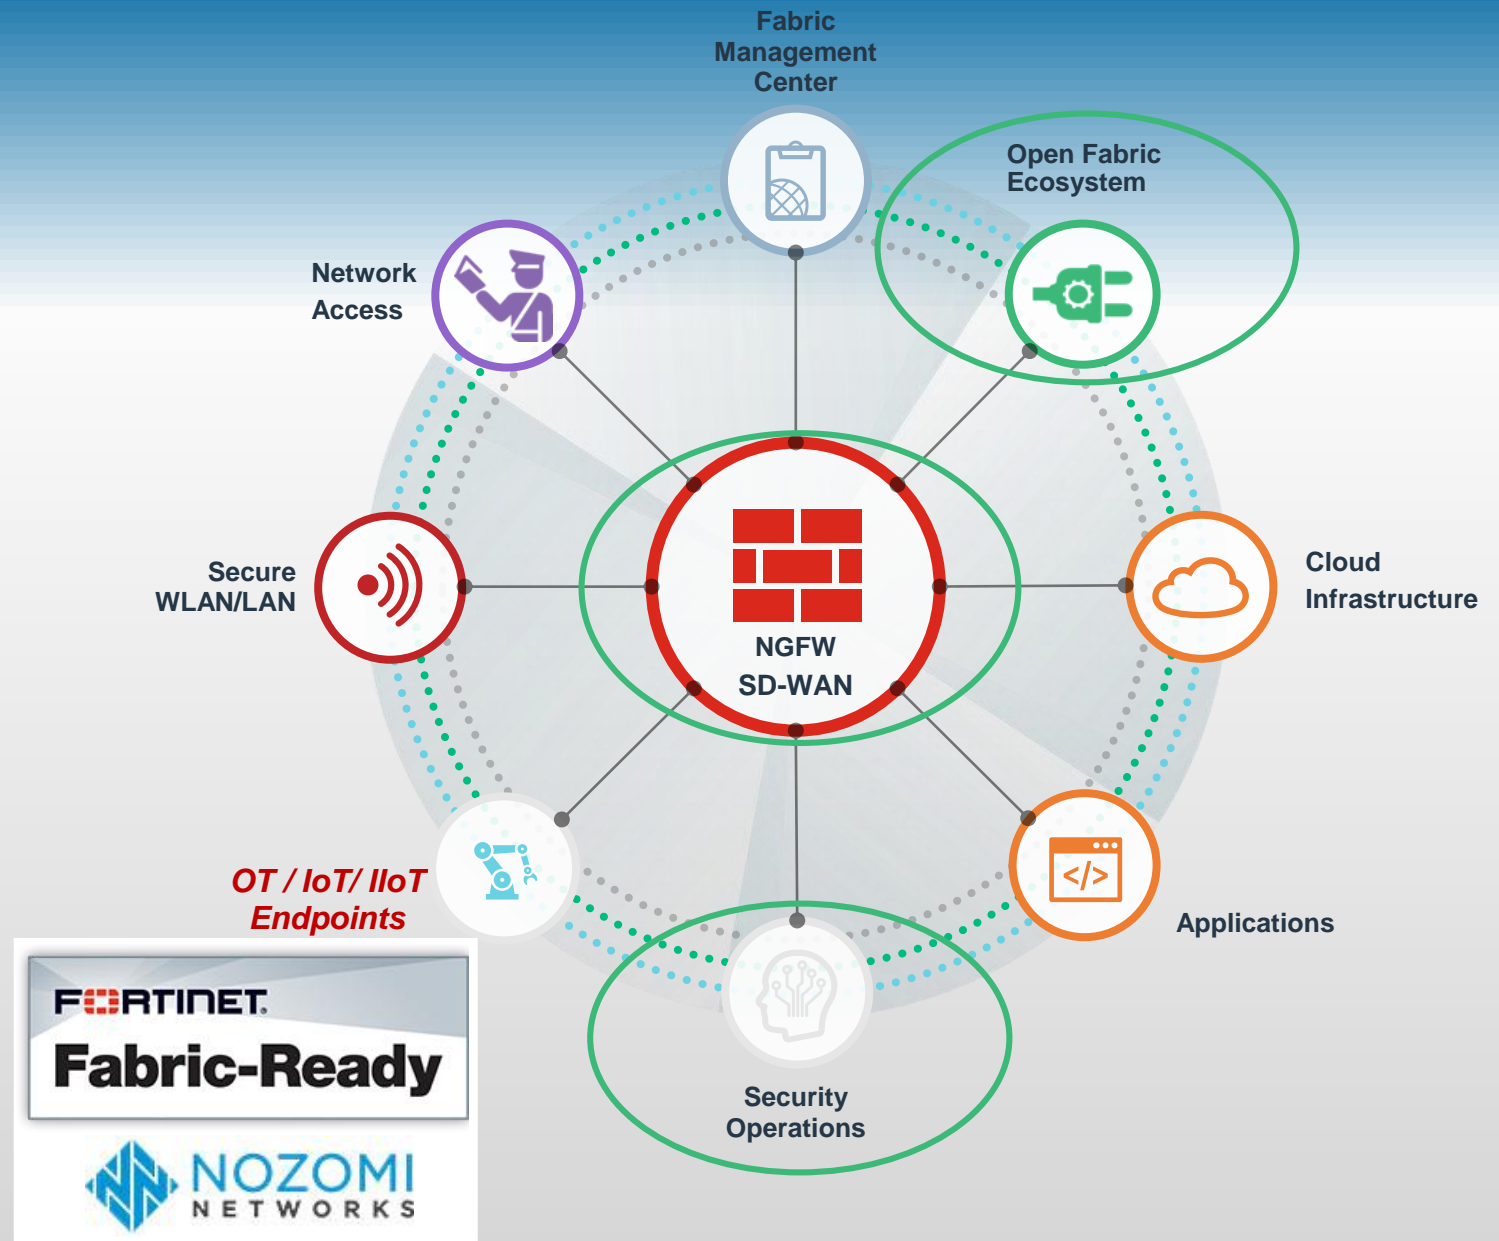 Fabric
Management
Center
Open Fabric
Ecosystem
Network
Access
Secure
WLAN/LAN
NGFW
SD-WAN
Cloud
Infrastructure
</>
Applications
OT / IoT/ IIoT
Endpoints
Security
Operations
FORTINET.
Fabric-Ready
NOZOMI
NETWORKS